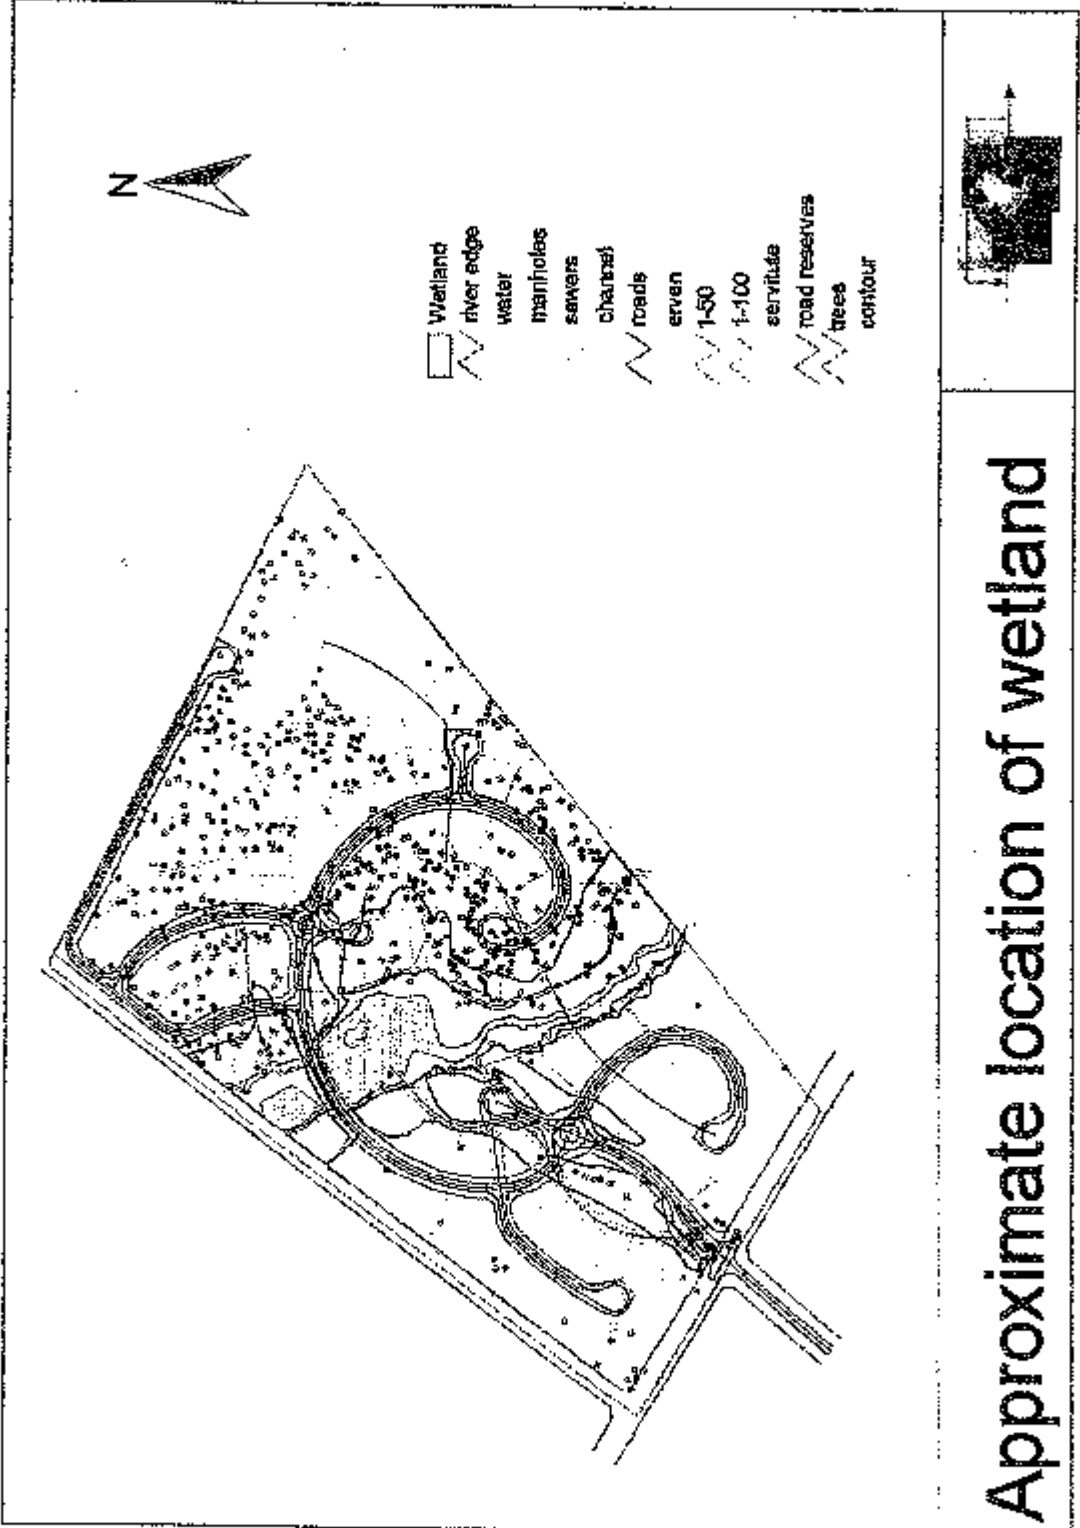 N
Wetland
river edge
water
manholes
sewers
channel
roads
erven
1-50
1-100
servitute
road reserves
trees
contour
Approximate location of wetland